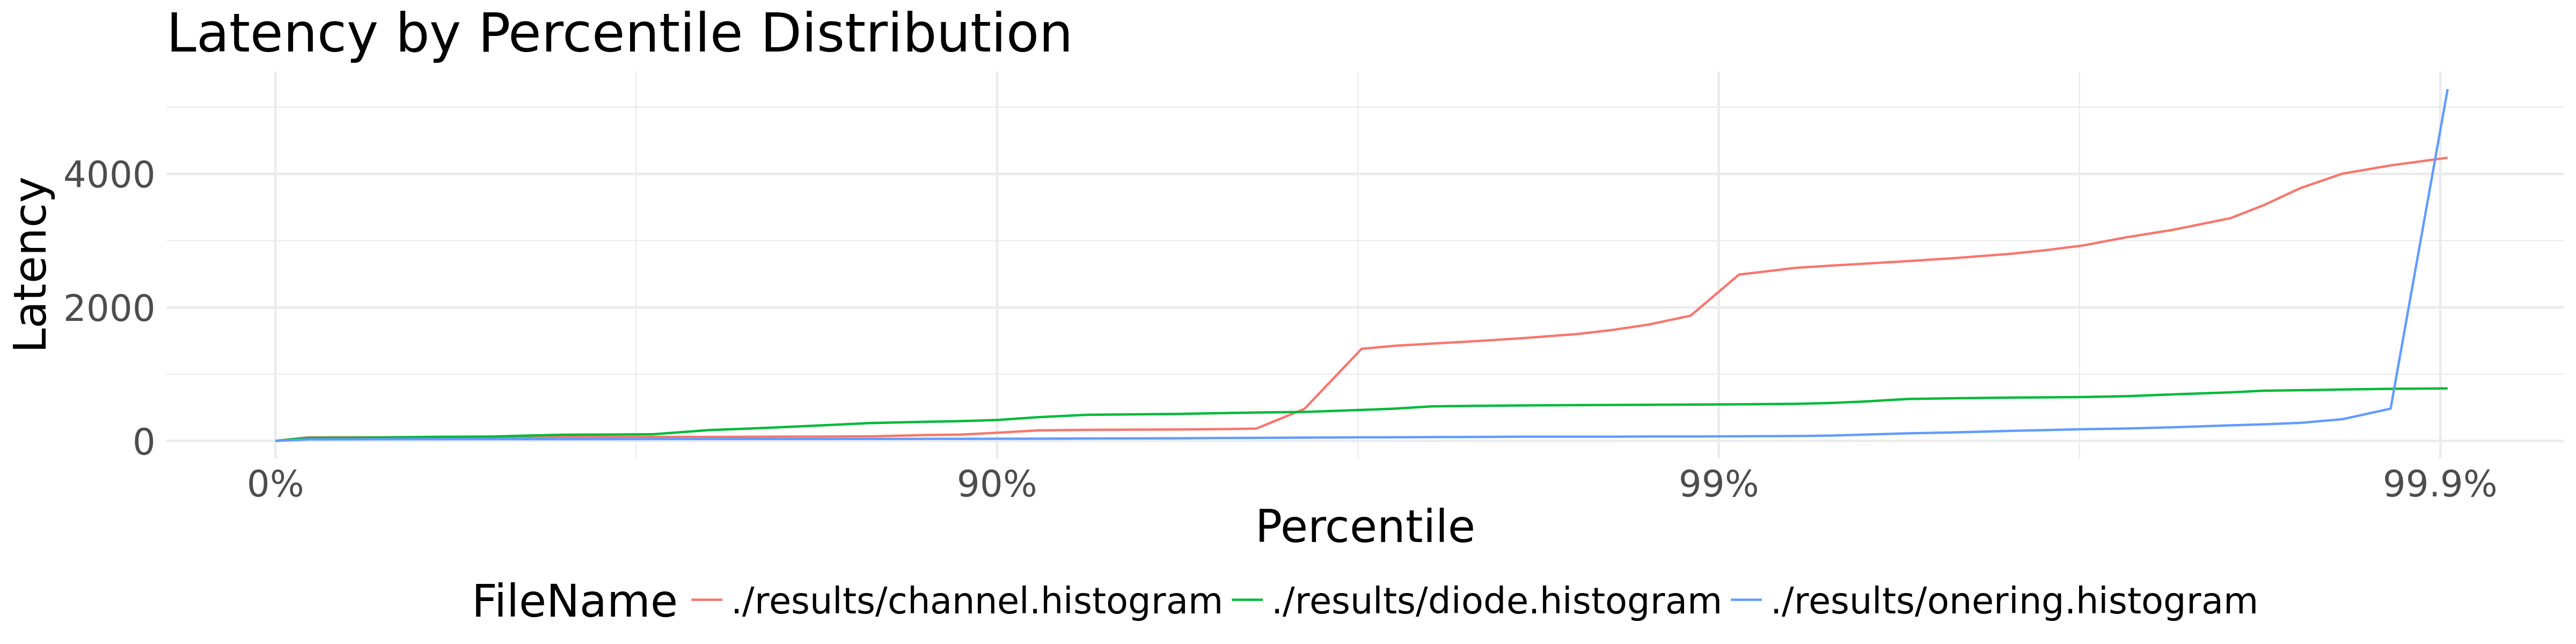 Latency by Percentile Distribution
Latency
4000
2000
0
0% 90% 99% 99.9%
Percentile
FileName ./results/channel.histogram ./results/diode.histogram ./results/onering.histogram